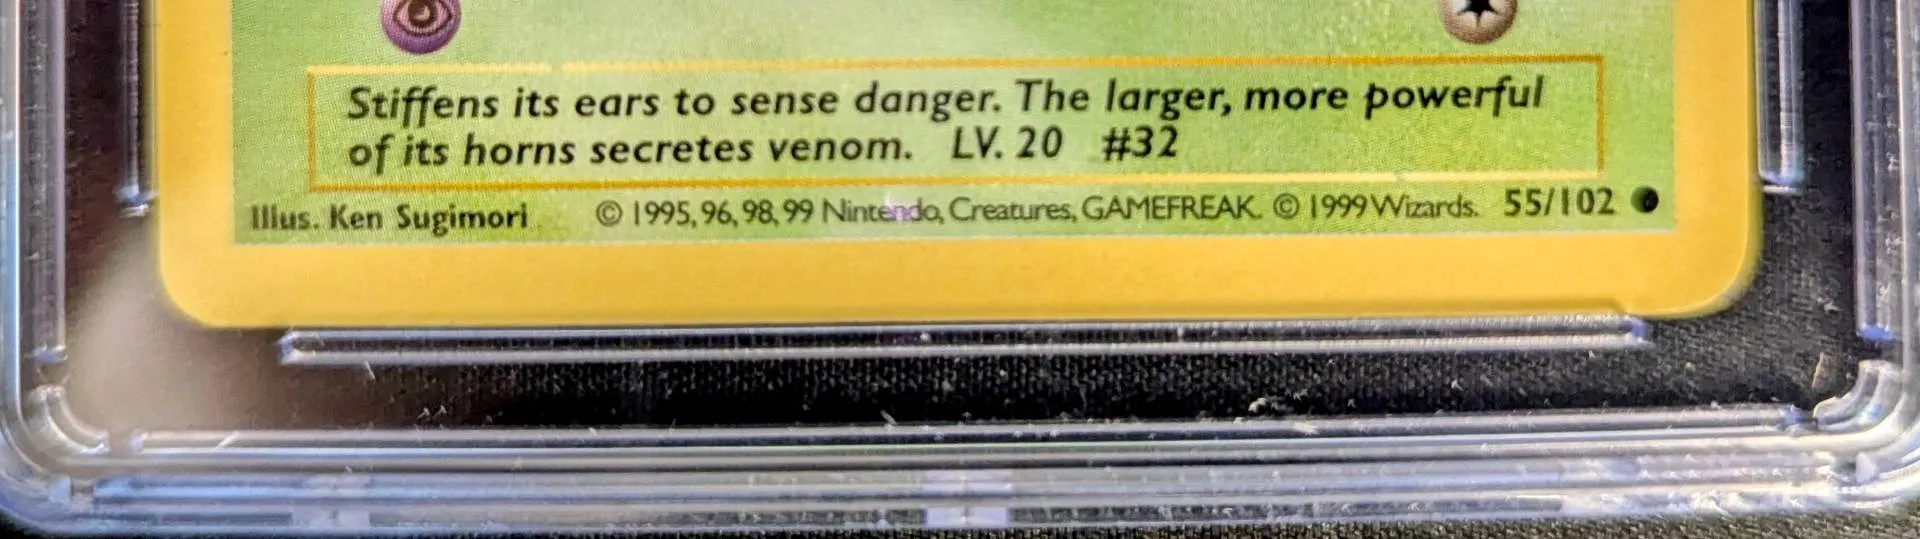 Stiffens its ears to sense danger. The larger, more powerful
of its horns secretes venom. LV. 20 #32
Illus. Ken Sugimori © 1995, 96, 98, 99 Nintendo, Creatures, GAMEFREAK. © 1999 Wizards. 55/102